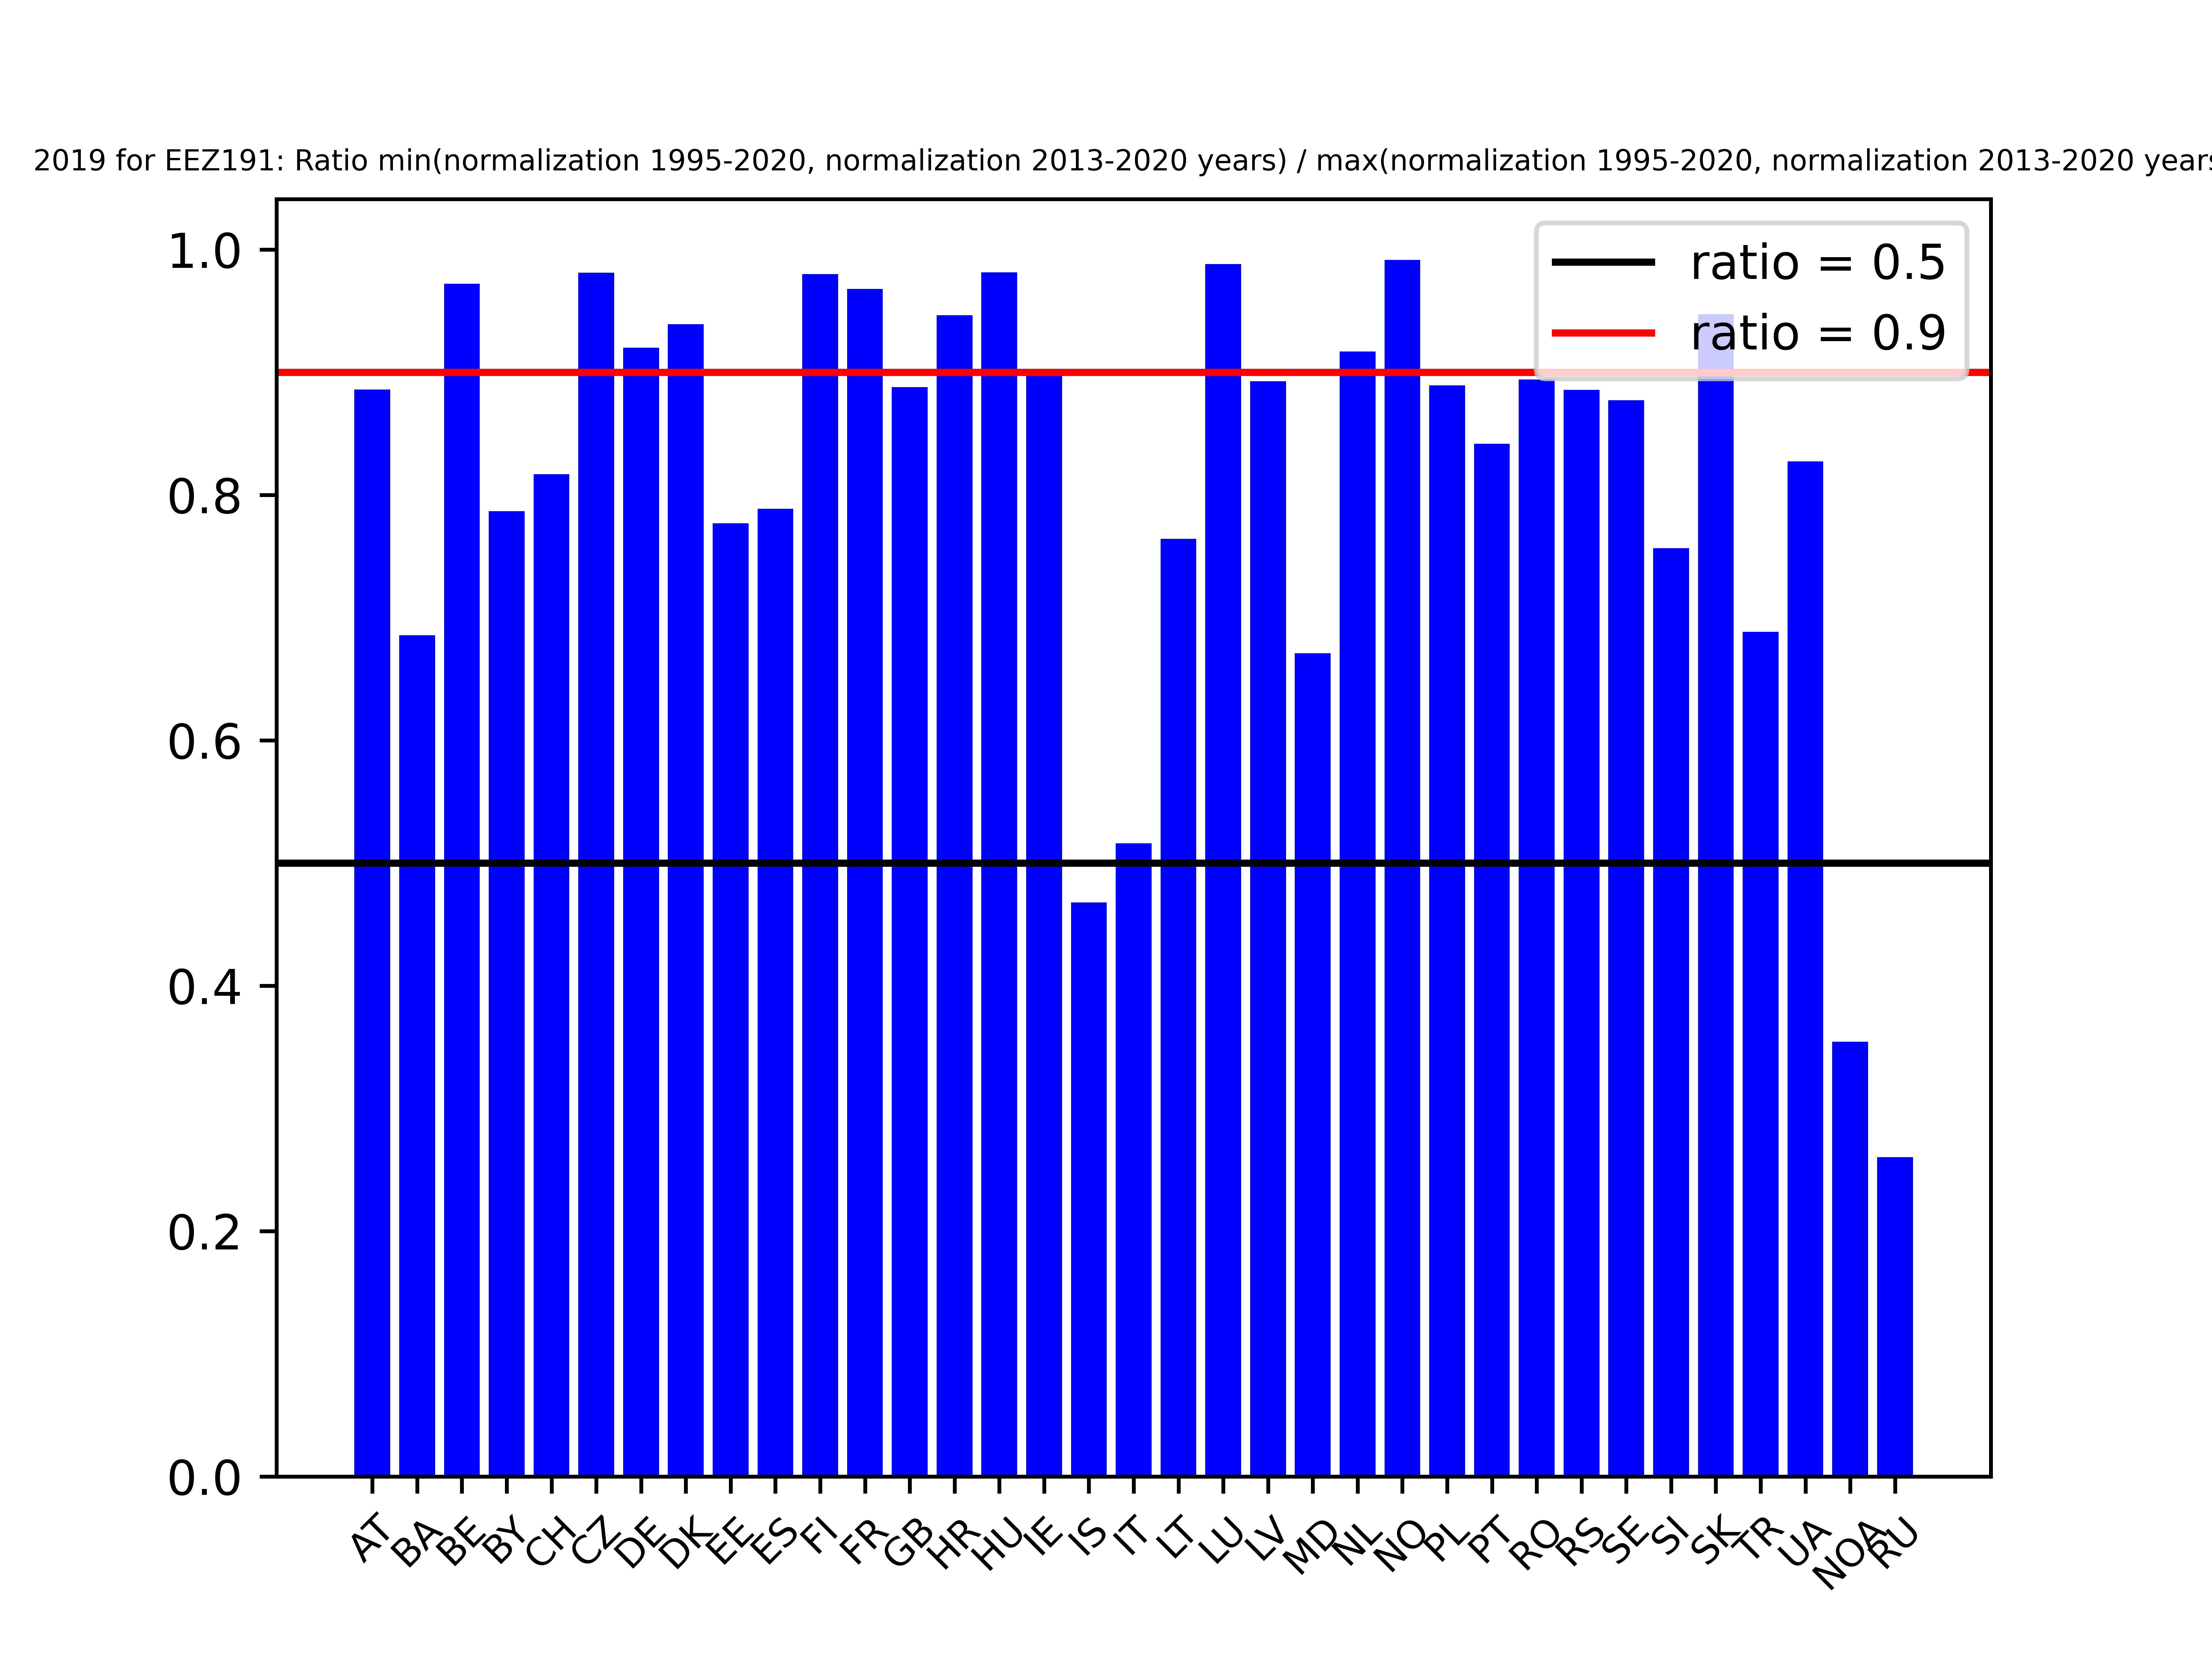 2019 for EEZ191: Ratio min(normalization 1995-2020, normalization 2013-2020 years) / max(normalization 1995-2020, normalization 2013-2020 years
ratio = 0.5
ratio = 0.9
1.0
0.8
0.6
0.4
0.2
0.0
AT BA BE BY CH CZ DE DK EE ES FI FR GB HR HU IE IS IT LT LU LV MD NL NO PL PT RO RS SE SI SK TR UA NOA RU